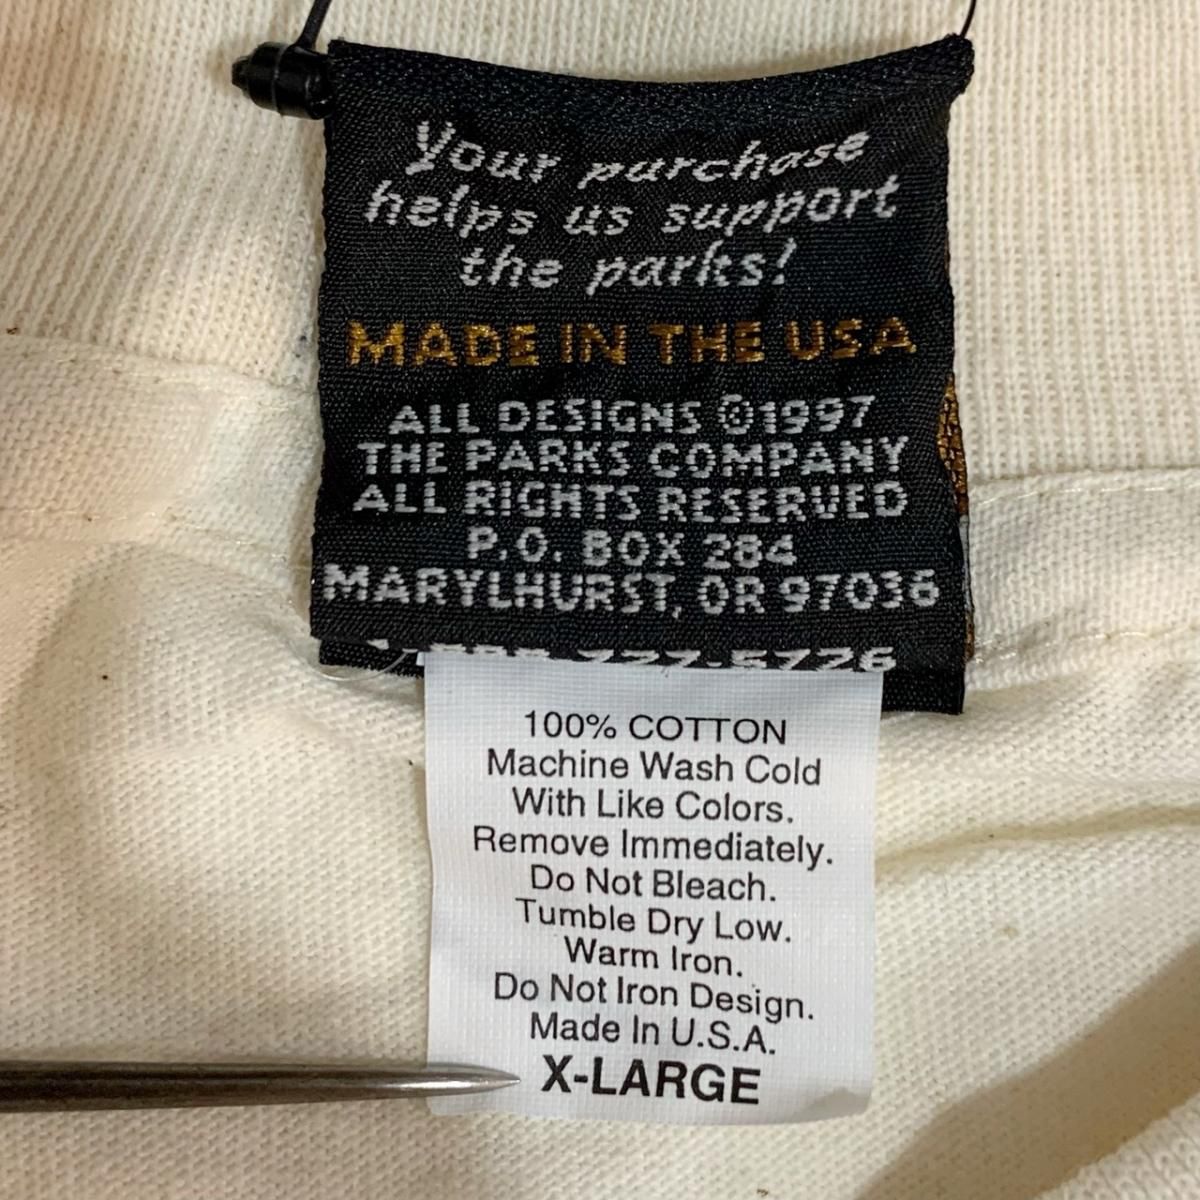 Your purchase
helps us support
the parks!
MADE IN THE USA
ALL DESIGNS ©1997
THE PARKS COMPANY
ALL RIGHTS RESERVED
P.O. BOX 284
MARYLHURST, OR 97036
727-5726
100% COTTON
Machine Wash Cold
With Like Colors.
Remove Immediately.
Do Not Bleach.
Tumble Dry Low.
Warm Iron.
Do Not Iron Design.
Made In U.S.A.
X-LARGE